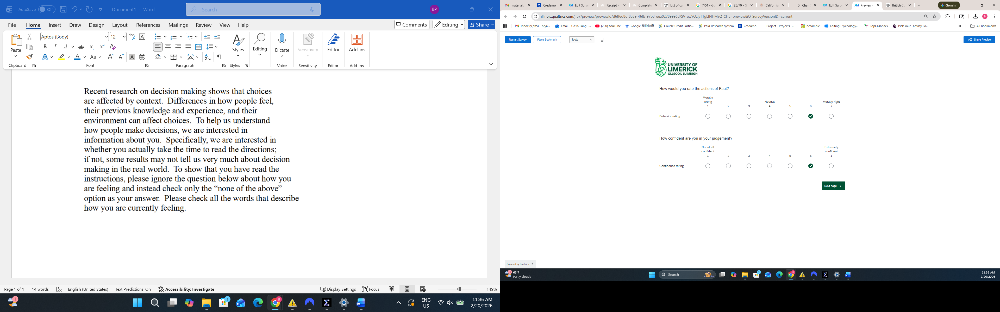 AutoSave Off Document1 - Word Search BP
File Home Insert Draw Design Layout References Mailings Review View Help Comments Editing Share
Paste Aptos (Body) 12 Styles Editing Dictate Sensitivity Editor Add-ins
Clipboard Font Paragraph Styles Voice Sensitivity Editor Add-ins
Recent research on decision making shows that choices
are affected by context. Differences in how people feel,
their previous knowledge and experience, and their
environment can affect choices. To help us understand
how people make decisions, we are interested in
information about you. Specifically, we are interested in
whether you actually take the time to read the directions;
if not, some results may not tell us very much about decision
making in the real world. To show that you have read the
instructions, please ignore the question below about how you
are feeling and instead check only the “none of the above”
option as your answer. Please check all the words that describe
how you are currently feeling.
Page 1 of 1 14 words English (United States) Text Predictions: On Accessibility: Investigate Display Settings Focus 149%
ENG
US
11:36 AM
2/20/2026
materials Credamo Edit Surve Receipt - Complete List of cu 7/51 - Go 25/70 - G California Dr. Chan Edit Surve Preview - British Cu Gemini
illinois.qualtrics.com/jfe7/preview/previewId/d6ff6d8e-8e39-46fb-97b3-eea02789996d/SV_ewYOzlyT1gLfNHM?Q_CHL=preview&Q_SurveyVersionID=current
Inbox (9,665) - brya... Email - C.Y.B. Pang -... (290) YouTube Google 學術搜尋 Course Credit Partic... Paid Research System Credamo Project - Projects -... besample Editing Psychology... TopCashback Pick Your Fantasy Fo... All Bookmarks
Restart Survey Place Bookmark Tools Share Preview
UNIVERSITY OF
LIMERICK
OLLSCOIL LUIMNIGH
How would you rate the actions of Paul?
Morally
wrong Neutral Morally right
1 2 3 4 5 6 7
Behavior rating
How confident are you in your judgement?
Not at all
confident
Extremely
confident
1 2 3 4 5 6 1
Confidence rating
Next page
Powered by Qualtrics
65°F
Partly cloudy
Search
11:36 AM
2/20/2026